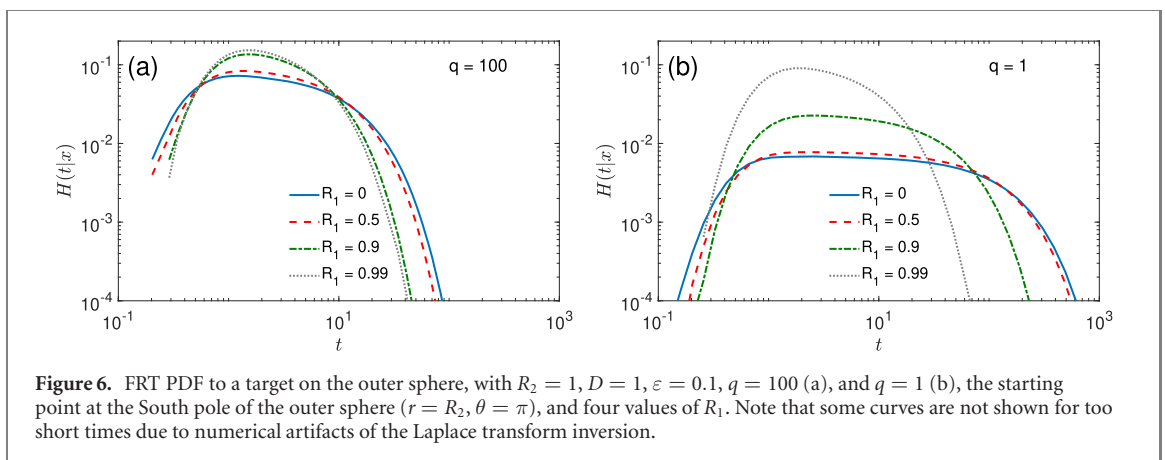 (a)
q = 100
10^-1
10^-2
10^-3
10^-4
H(t|x)
R_1 = 0
R_1 = 0.5
R_1 = 0.9
R_1 = 0.99
10^-1
10^1
10^3
t
(b)
q = 1
10^-1
10^-2
10^-3
10^-4
H(t|x)
R_1 = 0
R_1 = 0.5
R_1 = 0.9
R_1 = 0.99
10^-1
10^1
10^3
t
Figure 6. FRT PDF to a target on the outer sphere, with R_2 = 1, D = 1, ε = 0.1, q = 100 (a), and q = 1 (b), the starting
point at the South pole of the outer sphere (r = R_2, θ = π), and four values of R_1. Note that some curves are not shown for too
short times due to numerical artifacts of the Laplace transform inversion.